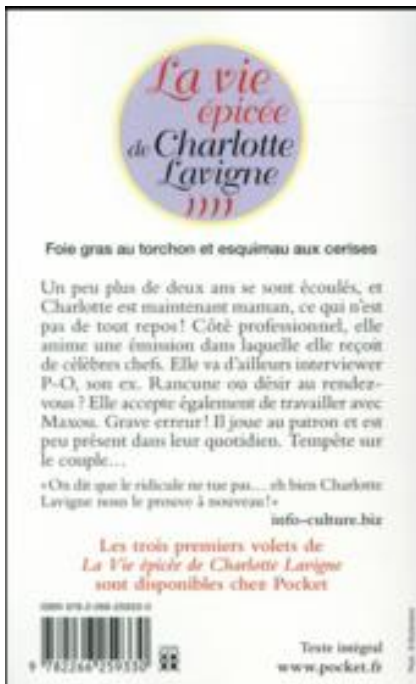 La vie
épicée
de Charlotte
Lavigne
Foie gras au torchon et esquimau aux cerises
Un peu plus de deux ans se sont écoulés, et
Charlotte est maintenant maman, ce qui n'est
pas de tout repos ! Côté professionnel, elle
anime une émission dans laquelle elle reçoit
de célèbres chefs. Elle va d'ailleurs interviewer
P-O, son ex. Rancune ou désir au rendez-
vous ? Elle accepte également de travailler avec
Maxou. Grave erreur ! Il joue au patron et est
peu présent dans leur quotidien. Tempête sur
le couple…
« On dit que le ridicule ne tue pas… eh bien Charlotte
Lavigne nous le prouve à nouveau ! »
info-culture.biz
Les trois premiers volets de
La Vie épicée de Charlotte Lavigne
sont disponibles chez Pocket
9 782266 259330
Texte intégral
www.pocket.fr